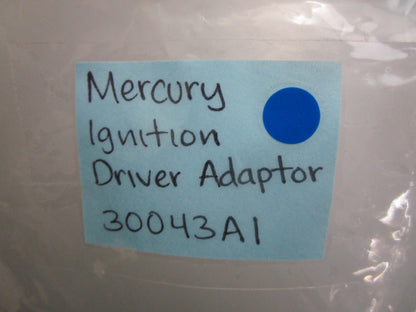 Mercury
Ignition
Driver Adaptor
30043A1